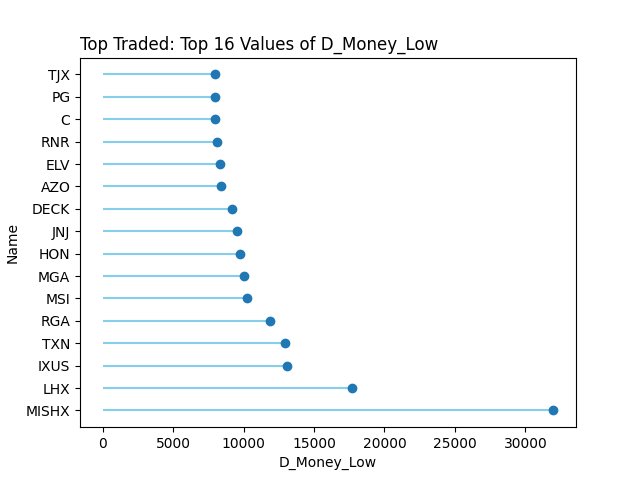 Top Traded: Top 16 Values of D_Money_Low
TJX
PG
C
RNR
ELV
AZO
DECK
JNJ
HON
MGA
MSI
RGA
TXN
IXUS
LHX
MISHX
Name
0 5000 10000 15000 20000 25000 30000
D_Money_Low